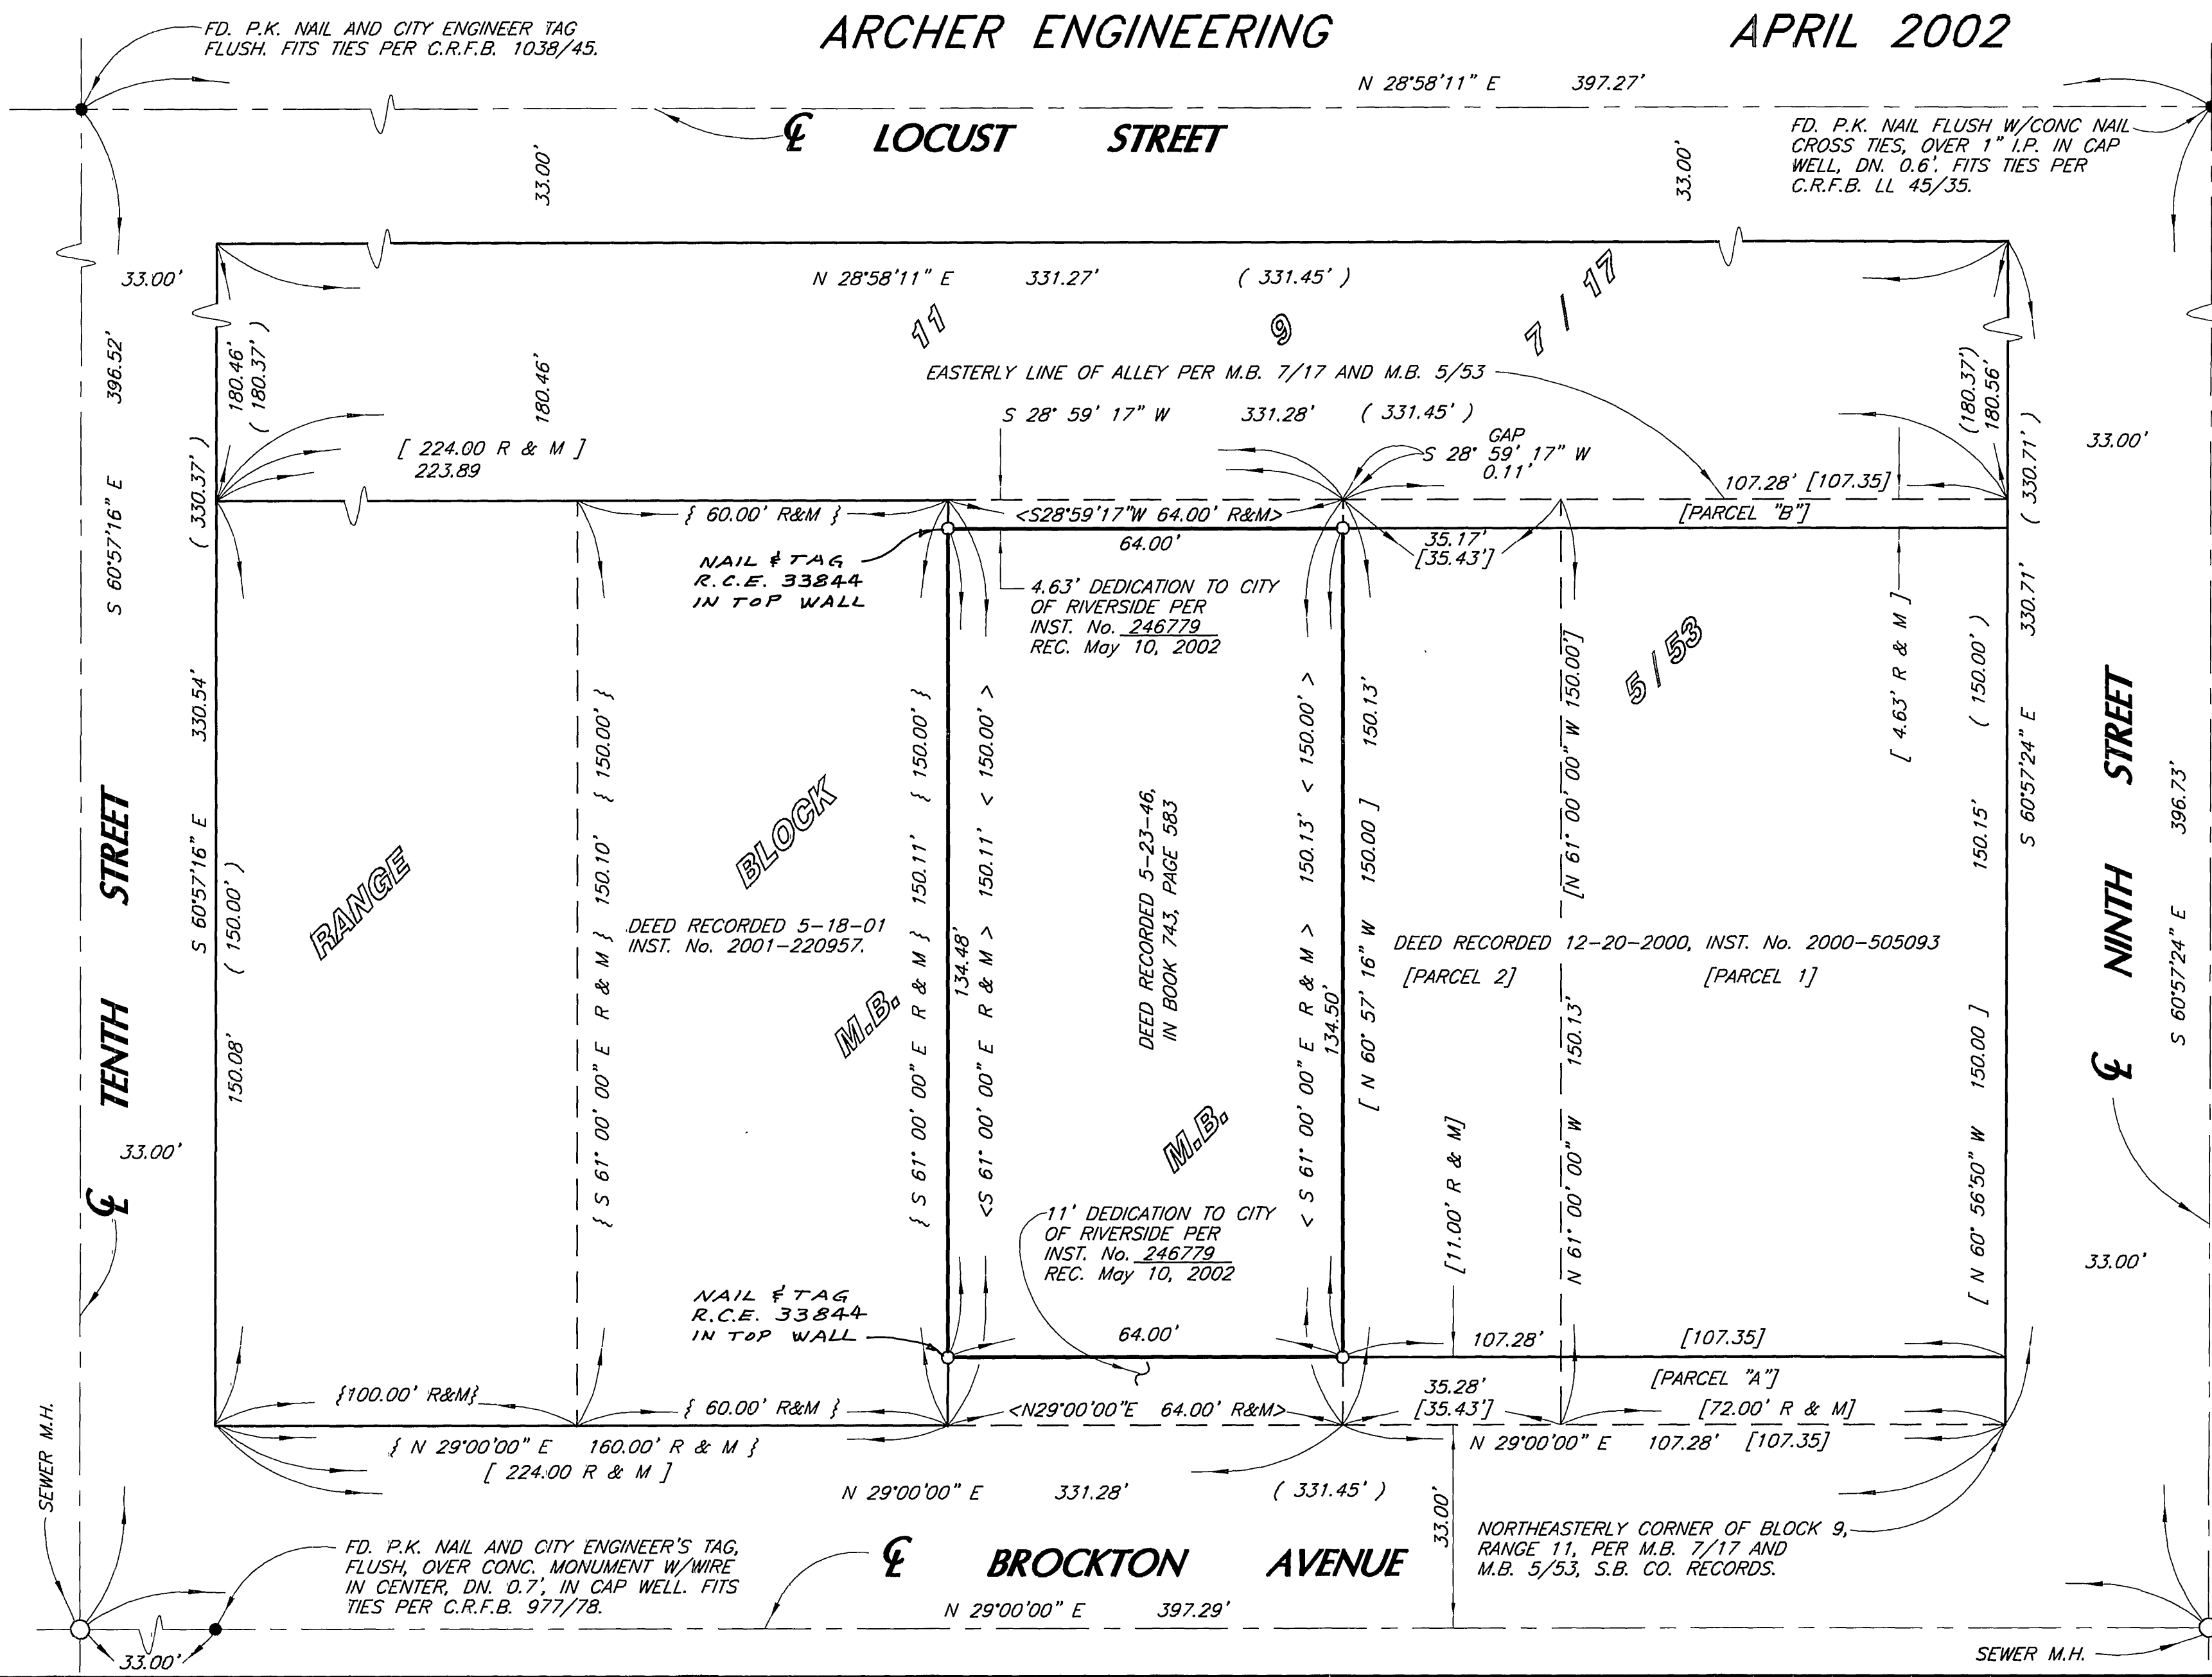 ARCHER ENGINEERING
APRIL 2002
FD. P.K. NAIL AND CITY ENGINEER TAG
FLUSH. FITS TIES PER C.R.F.B. 1038/45.
N 28°58'11" E 397.27'
℄ LOCUST STREET
FD. P.K. NAIL FLUSH W/CONC NAIL
CROSS TIES, OVER 1" I.P. IN CAP
WELL, DN. 0.6'. FITS TIES PER
C.R.F.B. LL 45/35.
33.00'
33.00'
33.00'
N 28°58'11" E 331.27' ( 331.45' )
11
9
7 / 17
396.52'
S 60°57'16" E
180.46'
( 180.37' )
180.46'
EASTERLY LINE OF ALLEY PER M.B. 7/17 AND M.B. 5/53
S 28° 59' 17" W 331.28' ( 331.45' )
(180.37')
180.56'
33.00'
( 330.37' )
( 330.71' )
[ 224.00 R & M ]
223.89
GAP
S 28° 59' 17" W
0.11'
107.28' [107.35]
{ 60.00' R&M }
<S28°59'17"W 64.00' R&M>
[PARCEL "B"]
64.00'
35.17'
[35.43']
NAIL & TAG
R.C.E. 33844
IN TOP WALL
4.63' DEDICATION TO CITY
OF RIVERSIDE PER
INST. No. 246779
REC. May 10, 2002
5 / 53
[ 4.63' R & M ]
330.71'
S 60°57'24" E
S 60°57'16" E 330.54'
( 150.00' )
150.08'
{ S 61° 00' 00" E R & M } 150.10' { 150.00' }
{ S 61° 00' 00" E R & M } 150.11' { 150.00' }
134.48'
<S 61° 00' 00" E R & M > 150.11' < 150.00' >
DEED RECORDED 5-23-46,
IN BOOK 743, PAGE 583
< S 61° 00' 00" E R & M > 150.13' < 150.00' >
134.50'
[ N 60° 57' 16" W 150.00 ] 150.13'
[N 61° 00' 00" W 150.00']
N 61° 00' 00" W 150.13'
[ N 60° 56'50" W 150.00 ] 150.15' ( 150.00' )
℄ TENTH STREET
℄ NINTH STREET
S 60°57'24" E 396.73'
RANGE
BLOCK
M.B.
M.B.
DEED RECORDED 5-18-01
INST. No. 2001-220957.
DEED RECORDED 12-20-2000, INST. No. 2000-505093
[PARCEL 2] [PARCEL 1]
33.00'
[11.00' R & M]
11' DEDICATION TO CITY
OF RIVERSIDE PER
INST. No. 246779
REC. May 10, 2002
33.00'
NAIL & TAG
R.C.E. 33844
IN TOP WALL
64.00'
107.28' [107.35]
[PARCEL "A"]
{100.00' R&M}
{ 60.00' R&M }
<N29°00'00"E 64.00' R&M>
35.28'
[35.43']
[72.00' R & M]
{ N 29°00'00" E 160.00' R & M }
[ 224.00 R & M ]
N 29°00'00" E 107.28' [107.35]
N 29°00'00" E 331.28' ( 331.45' )
SEWER M.H.
33.00'
FD. P.K. NAIL AND CITY ENGINEER'S TAG,
FLUSH, OVER CONC. MONUMENT W/WIRE
IN CENTER, DN. 0.7', IN CAP WELL. FITS
TIES PER C.R.F.B. 977/78.
℄ BROCKTON AVENUE
NORTHEASTERLY CORNER OF BLOCK 9,
RANGE 11, PER M.B. 7/17 AND
M.B. 5/53, S.B. CO. RECORDS.
N 29°00'00" E 397.29'
33.00'
SEWER M.H.